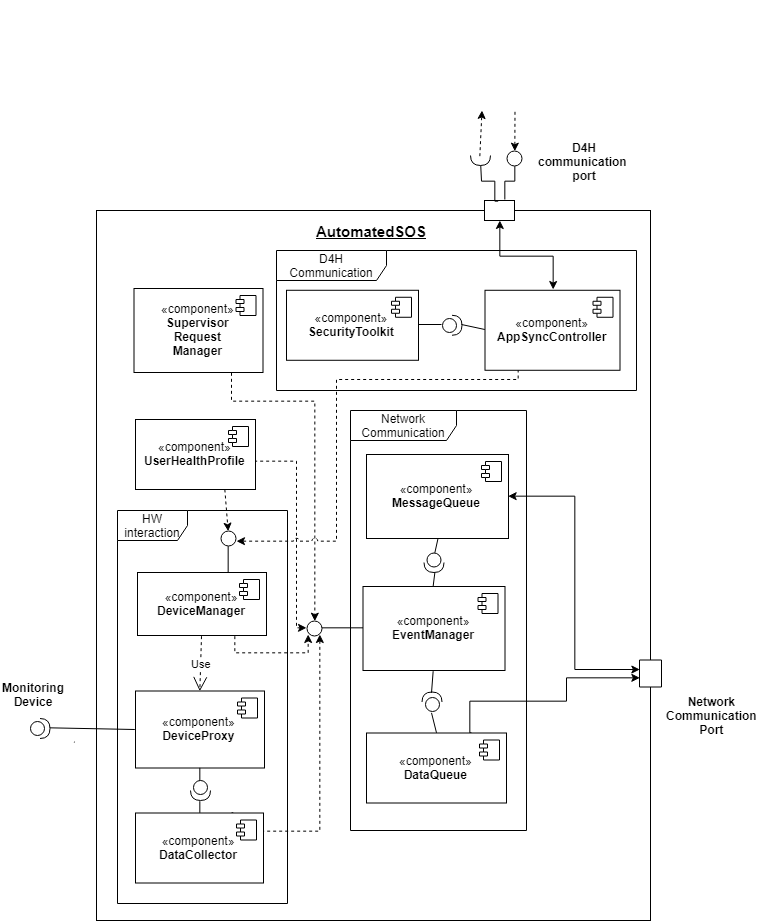 D4H
communication
port
AutomatedSOS
D4H
Communication
«component»
Supervisor
Request
Manager
«component»
SecurityToolkit
«component»
AppSyncController
Network
Communication
«component»
UserHealthProfile
«component»
MessageQueue
HW
interaction
«component»
DeviceManager
«component»
EventManager
Use
Monitoring
Device
«component»
DeviceProxy
Network
Communication
Port
«component»
DataQueue
«component»
DataCollector